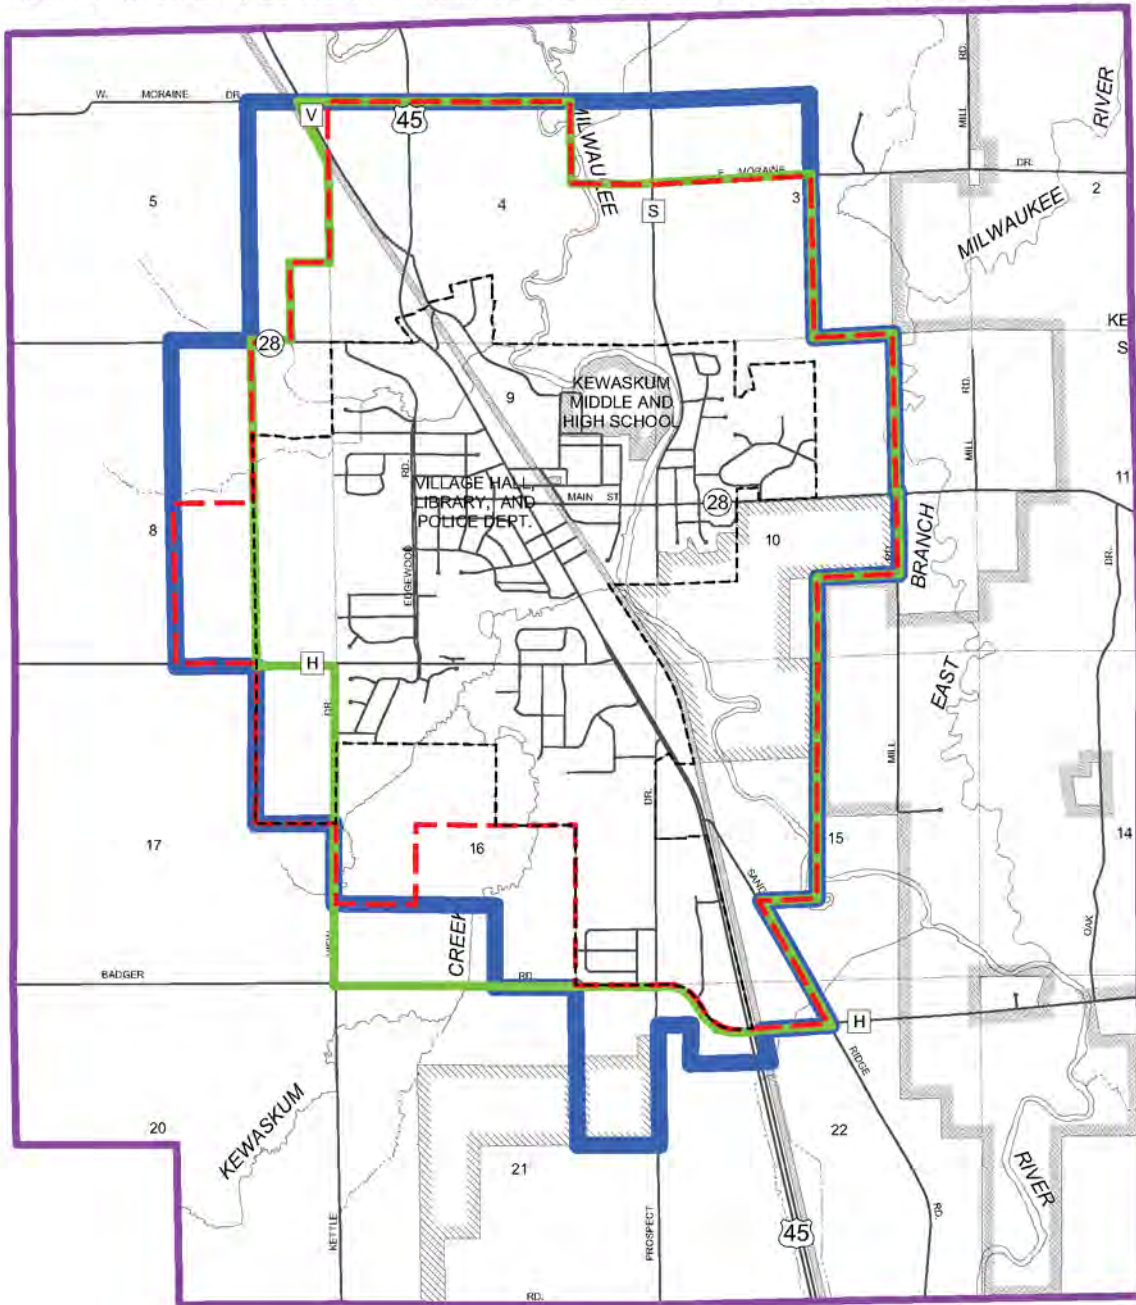 RD.
W. MORAINE DR.
V
45
MILWAUKEE
RIVER
MILL
DR.
E. MORAINE
5
4
3
2
S
MILWAUKEE
28
KE
S
9
KEWASKUM
MIDDLE AND
HIGH SCHOOL
RD.
MILL
RD.
VILLAGE HALL,
LIBRARY, AND
POLICE DEPT.
MAIN ST
28
11
8
10
RD.
BRANCH
DR.
EDGEWOOD
H
DR.
EAST
MILL
DR.
17
16
15
14
SAND
CREEK
VIEW
OAK
BADGER
RD.
H
RIDGE
KEWASKUM
20
21
22
RIVER
KETTLE
PROSPECT
45
RD.
RD.